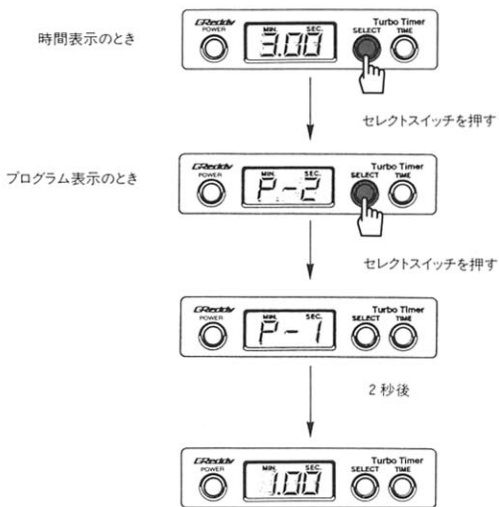 時間表示のとき
GReddy
Turbo Timer
POWER
MIN. SEC.
SELECT TIME
3.00
セレクトスイッチを押す
プログラム表示のとき
GReddy
Turbo Timer
POWER
MIN. SEC.
SELECT TIME
P-2
セレクトスイッチを押す
GReddy
Turbo Timer
POWER
MIN. SEC.
SELECT TIME
P-1
2秒後
GReddy
Turbo Timer
POWER
MIN. SEC.
SELECT TIME
1.00